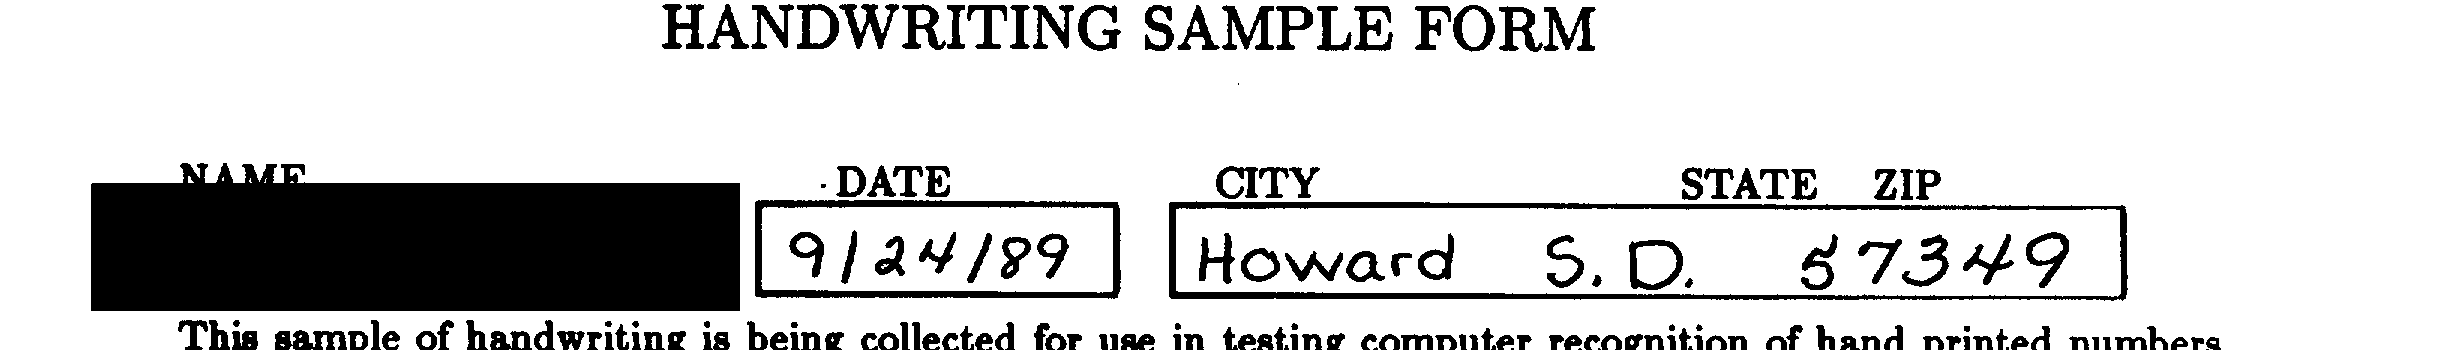 HANDWRITING SAMPLE FORM
NAME DATE CITY STATE ZIP
9/24/89 Howard S.D. 57349
This sample of handwriting is being collected for use in testing computer recognition of hand printed numbers